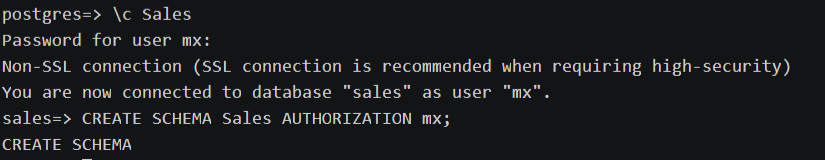 postgres=> \c Sales
Password for user mx:
Non-SSL connection (SSL connection is recommended when requiring high-security)
You are now connected to database "sales" as user "mx".
sales=> CREATE SCHEMA Sales AUTHORIZATION mx;
CREATE SCHEMA